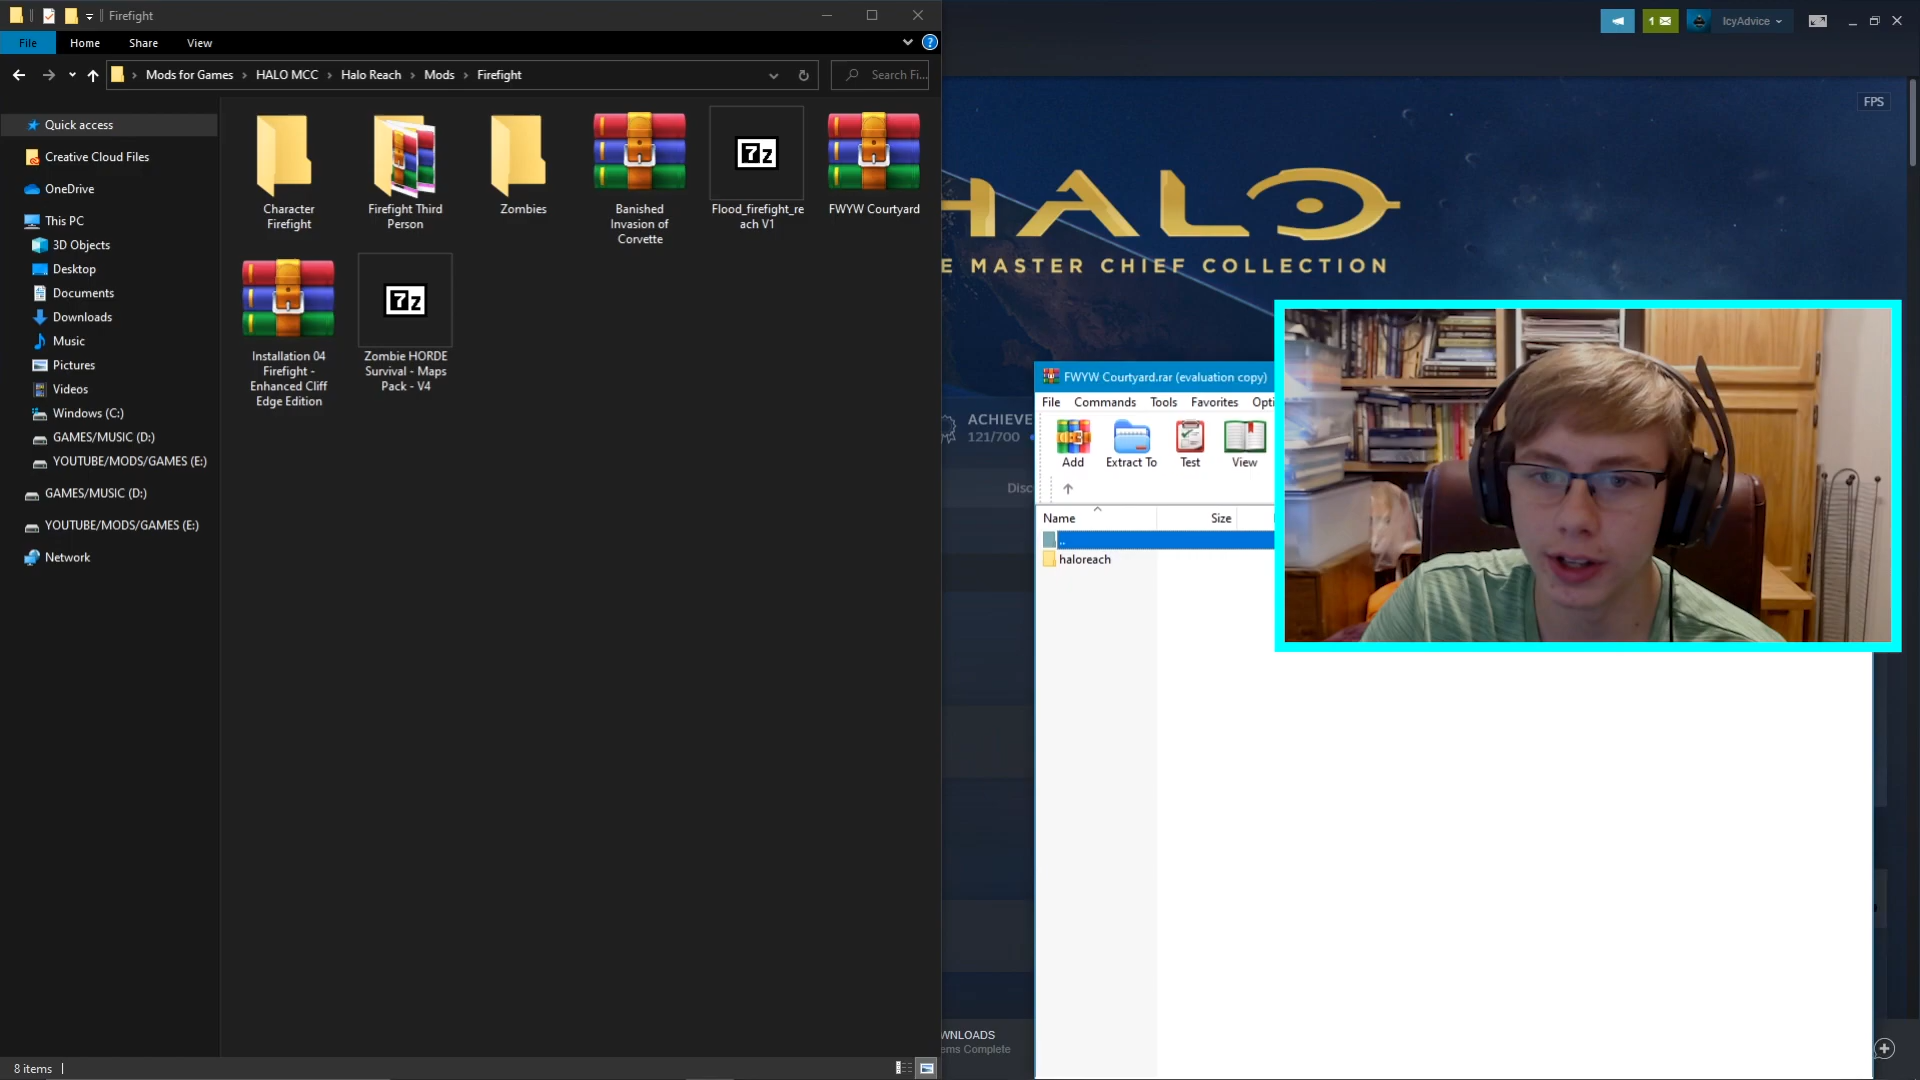 Firefight
File
Home
Share
View
Mods for Games
HALO MCC
Halo Reach
Mods
Firefight
Search Fi...
Quick access
Creative Cloud Files
OneDrive
This PC
3D Objects
Desktop
Documents
Downloads
Music
Pictures
Videos
Windows (C:)
GAMES/MUSIC (D:)
YOUTUBE/MODS/GAMES (E:)
GAMES/MUSIC (D:)
YOUTUBE/MODS/GAMES (E:)
Network
Character
Firefight
Firefight Third
Person
Zombies
Banished
Invasion of
Corvette
7z
Flood_firefight_re
ach V1
FWYW Courtyard
Installation 04
Firefight -
Enhanced Cliff
Edge Edition
7z
Zombie HORDE
Survival - Maps
Pack - V4
8 items
1
IcyAdvice
FPS
HALO
E MASTER CHIEF COLLECTION
ACHIEVE
121/700
Disc
FWYW Courtyard.rar (evaluation copy)
File
Commands
Tools
Favorites
Opti
Add
Extract To
Test
View
Name
Size
..
haloreach
WNLOADS
ems Complete